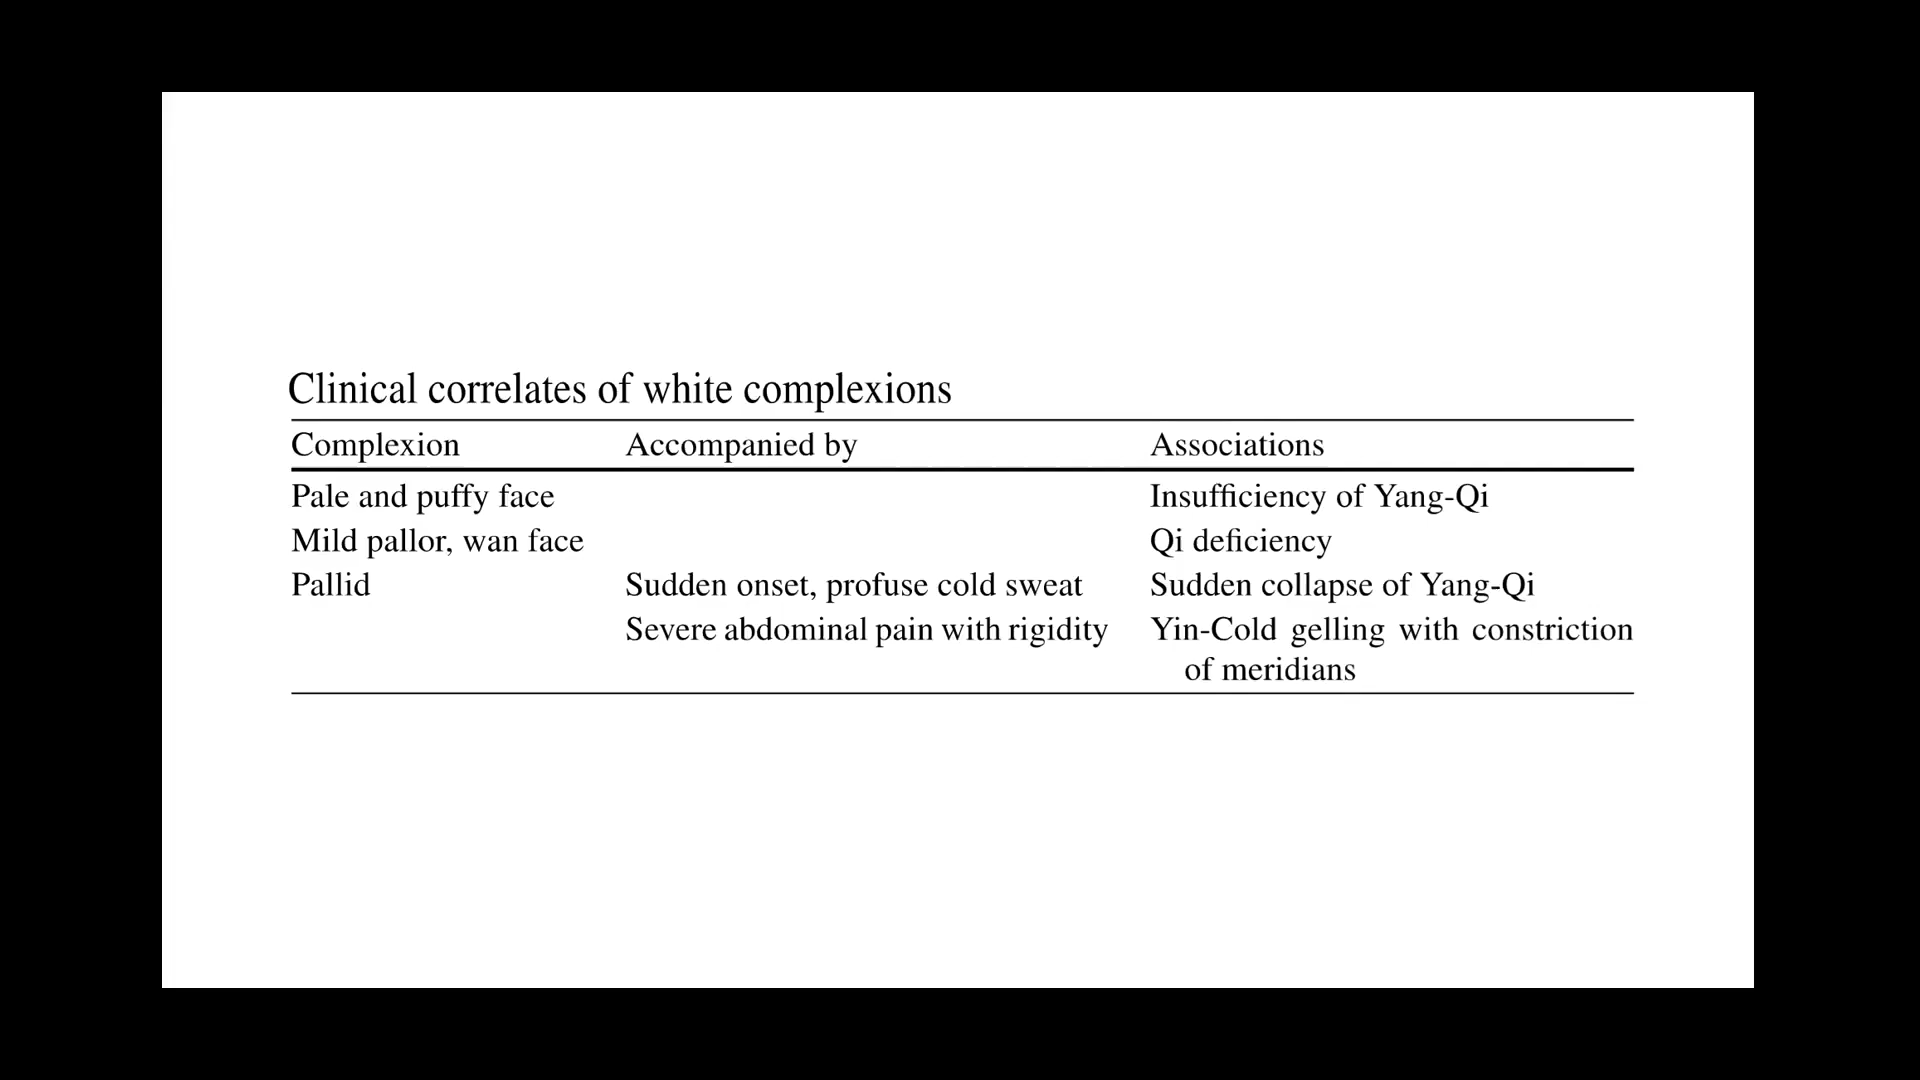 Clinical correlates of white complexions
Complexion Accompanied by Associations
Pale and puffy face Insufficiency of Yang-Qi
Mild pallor, wan face Qi deficiency
Pallid Sudden onset, profuse cold sweat Sudden collapse of Yang-Qi
Severe abdominal pain with rigidity Yin-Cold gelling with constriction
of meridians